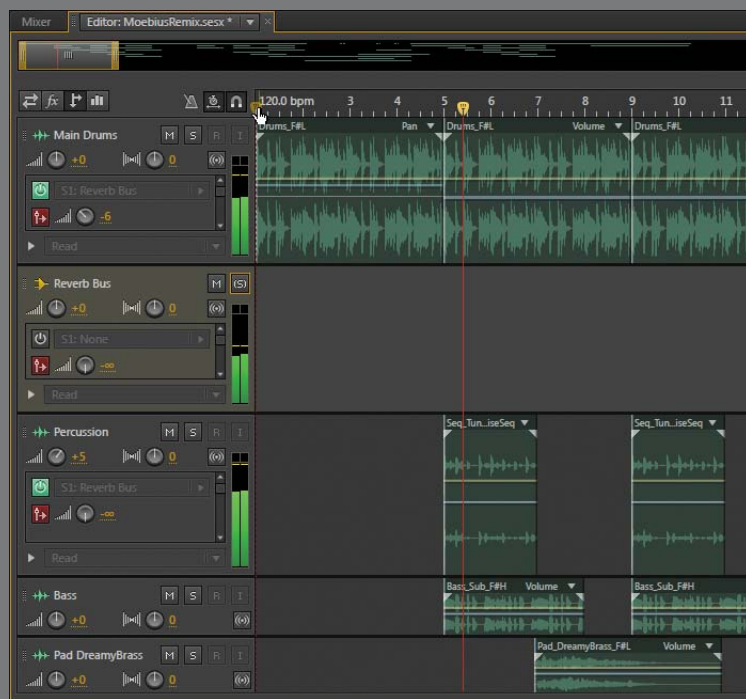 Mixer Editor: MoebiusRemix.sesx *
fx
120.0 bpm 3 4 5 6 7 8 9 10 11
Drums_F#L Pan Drums_F#L Volume Drums_F#L
Main Drums M S R I
+0 0
S1: Reverb Bus
-6
Read
Reverb Bus M (S)
+0 0
S1: None
-∞
Read
Seq_Tun..iseSeq Seq_Tun..iseSeq
Percussion M S R I
+5 0
S1: Reverb Bus
-∞
Read
Bass_Sub_F#H Volume Bass_Sub_F#H
Bass M S R I
+0 0
Pad_DreamyBrass_F#L Volume
Pad DreamyBrass M S R I
+0 0